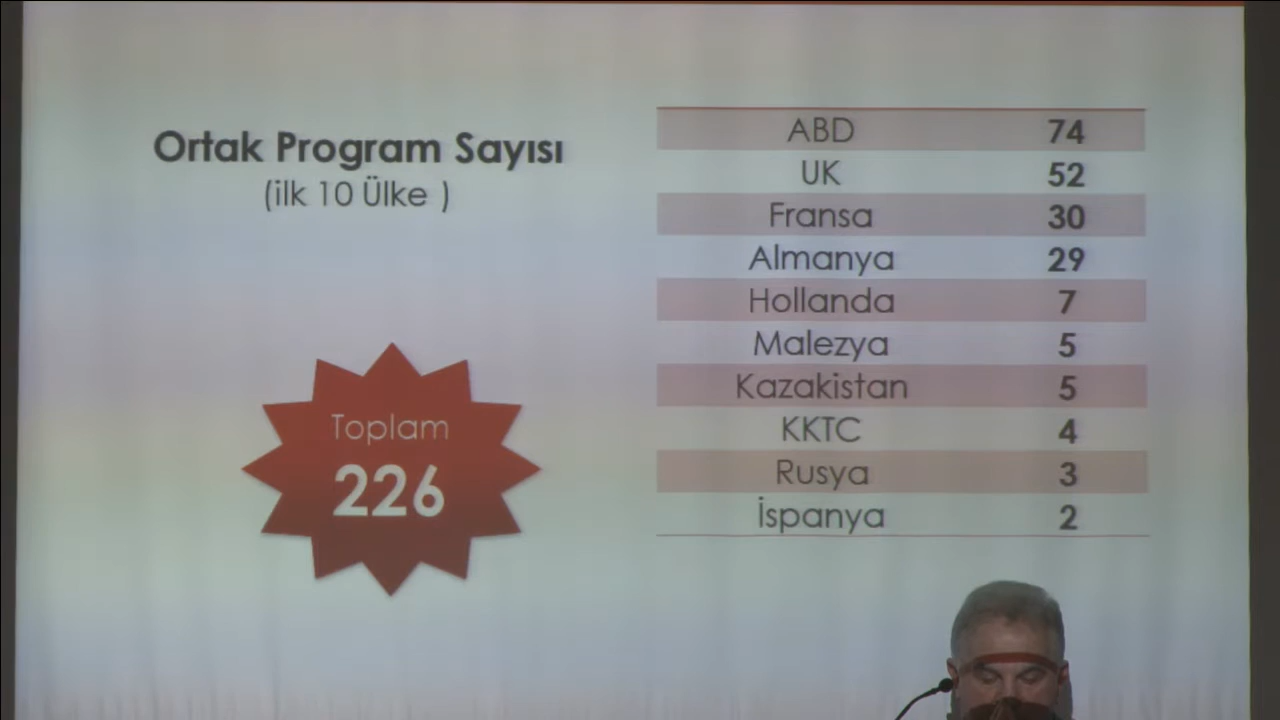 Ortak Program Sayısı
(ilk 10 Ülke )
Toplam
226
ABD 74
UK 52
Fransa 30
Almanya 29
Hollanda 7
Malezya 5
Kazakistan 5
KKTC 4
Rusya 3
İspanya 2